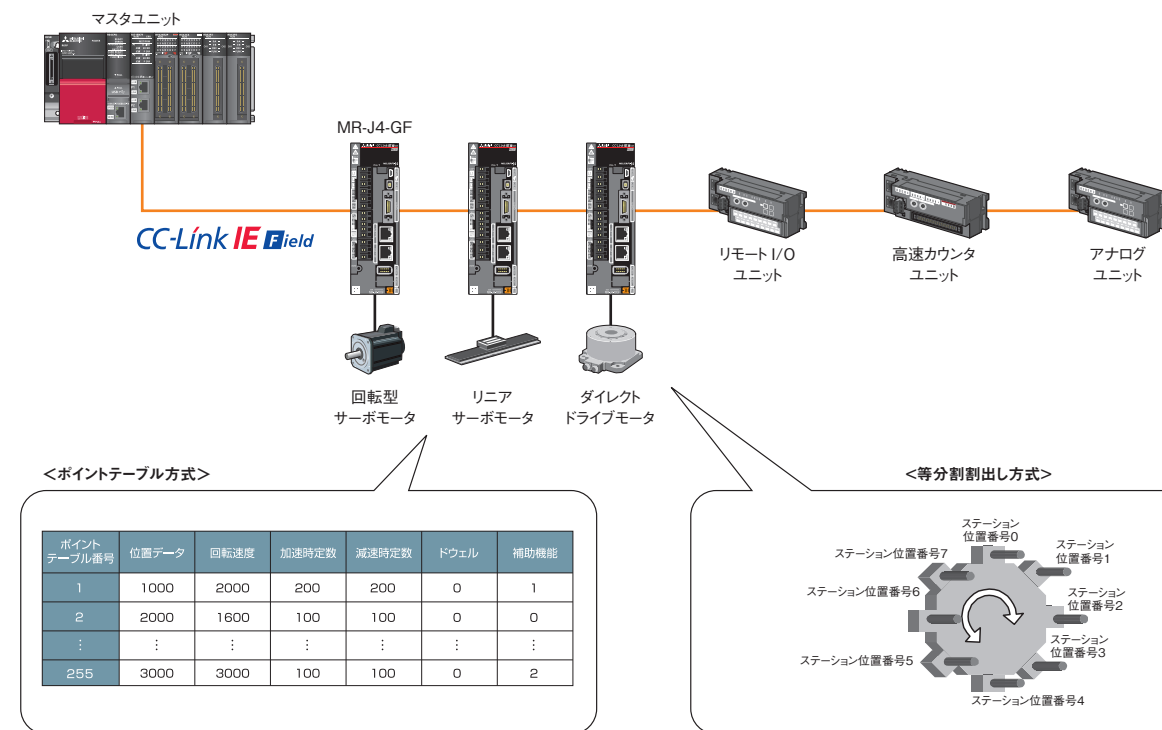 マスタユニット
MR-J4-GF
CC-Link IE Field
リモート I/O
ユニット
高速カウンタ
ユニット
アナログ
ユニット
回転型
サーボモータ
リニア
サーボモータ
ダイレクト
ドライブモータ
＜ポイントテーブル方式＞
ポイント
テーブル番号 位置データ 回転速度 加速時定数 減速時定数 ドウェル 補助機能
1 1000 2000 200 200 0 1
2 2000 1600 100 100 0 0
⋮ ⋮ ⋮ ⋮ ⋮ ⋮ ⋮
255 3000 3000 100 100 0 2
＜等分割割出し方式＞
ステーション
位置番号0
ステーション
位置番号1
ステーション
位置番号2
ステーション
位置番号3
ステーション位置番号4
ステーション位置番号5
ステーション位置番号6
ステーション位置番号7